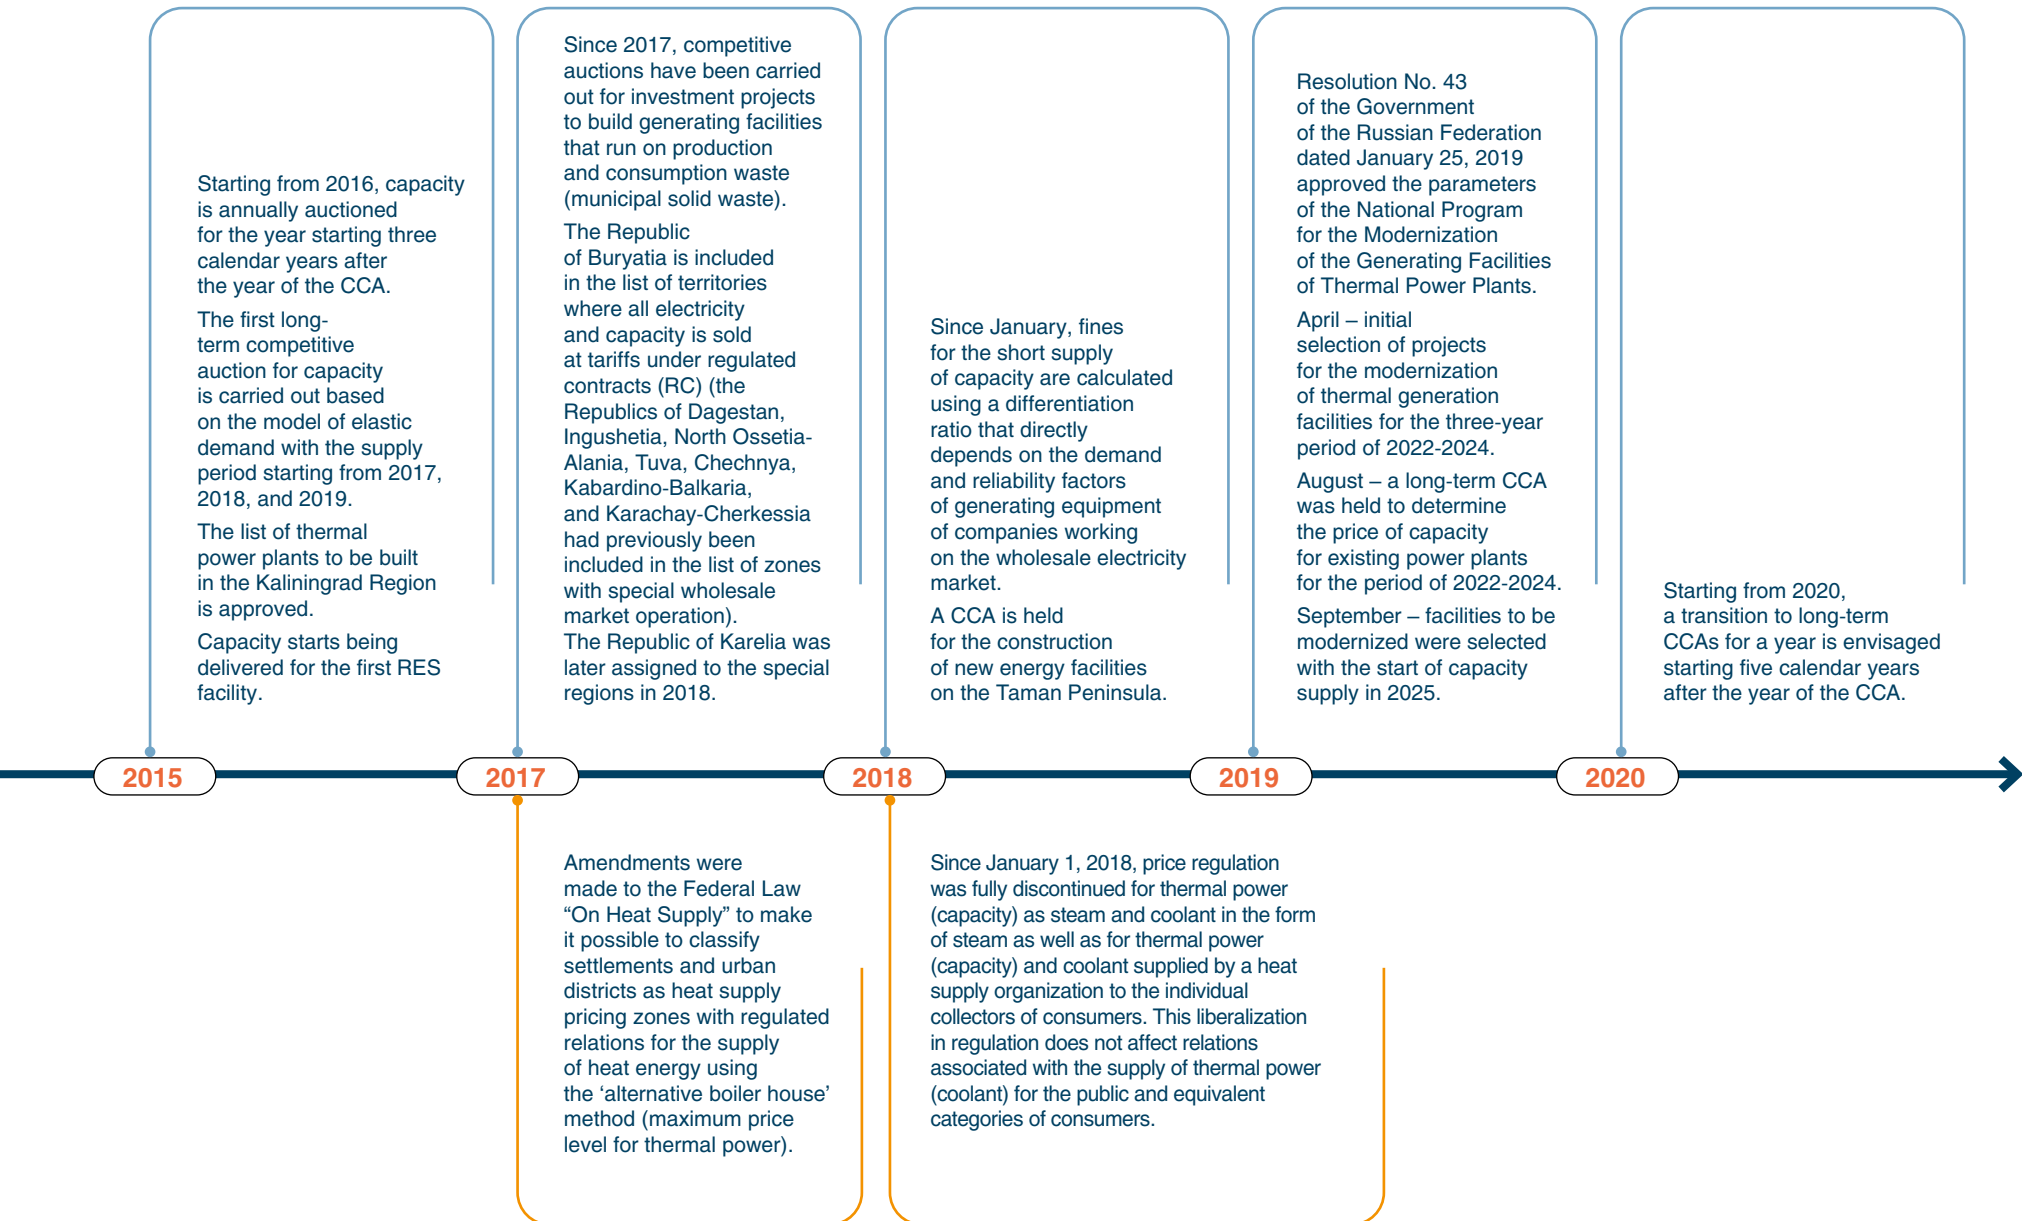 Starting from 2016, capacity
is annually auctioned
for the year starting three
calendar years after
the year of the CCA.
The first long-
term competitive
auction for capacity
is carried out based
on the model of elastic
demand with the supply
period starting from 2017,
2018, and 2019.
The list of thermal
power plants to be built
in the Kaliningrad Region
is approved.
Capacity starts being
delivered for the first RES
facility.
Since 2017, competitive
auctions have been carried
out for investment projects
to build generating facilities
that run on production
and consumption waste
(municipal solid waste).
The Republic
of Buryatia is included
in the list of territories
where all electricity
and capacity is sold
at tariffs under regulated
contracts (RC) (the
Republics of Dagestan,
Ingushetia, North Ossetia-
Alania, Tuva, Chechnya,
Kabardino-Balkaria,
and Karachay-Cherkessia
had previously been
included in the list of zones
with special wholesale
market operation).
The Republic of Karelia was
later assigned to the special
regions in 2018.
Since January, fines
for the short supply
of capacity are calculated
using a differentiation
ratio that directly
depends on the demand
and reliability factors
of generating equipment
of companies working
on the wholesale electricity
market.
A CCA is held
for the construction
of new energy facilities
on the Taman Peninsula.
Resolution No. 43
of the Government
of the Russian Federation
dated January 25, 2019
approved the parameters
of the National Program
for the Modernization
of the Generating Facilities
of Thermal Power Plants.
April – initial
selection of projects
for the modernization
of thermal generation
facilities for the three-year
period of 2022-2024.
August – a long-term CCA
was held to determine
the price of capacity
for existing power plants
for the period of 2022-2024.
September – facilities to be
modernized were selected
with the start of capacity
supply in 2025.
Starting from 2020,
a transition to long-term
CCAs for a year is envisaged
starting five calendar years
after the year of the CCA.
2015
2017
2018
2019
2020
Amendments were
made to the Federal Law
“On Heat Supply” to make
it possible to classify
settlements and urban
districts as heat supply
pricing zones with regulated
relations for the supply
of heat energy using
the ‘alternative boiler house’
method (maximum price
level for thermal power).
Since January 1, 2018, price regulation
was fully discontinued for thermal power
(capacity) as steam and coolant in the form
of steam as well as for thermal power
(capacity) and coolant supplied by a heat
supply organization to the individual
collectors of consumers. This liberalization
in regulation does not affect relations
associated with the supply of thermal power
(coolant) for the public and equivalent
categories of consumers.